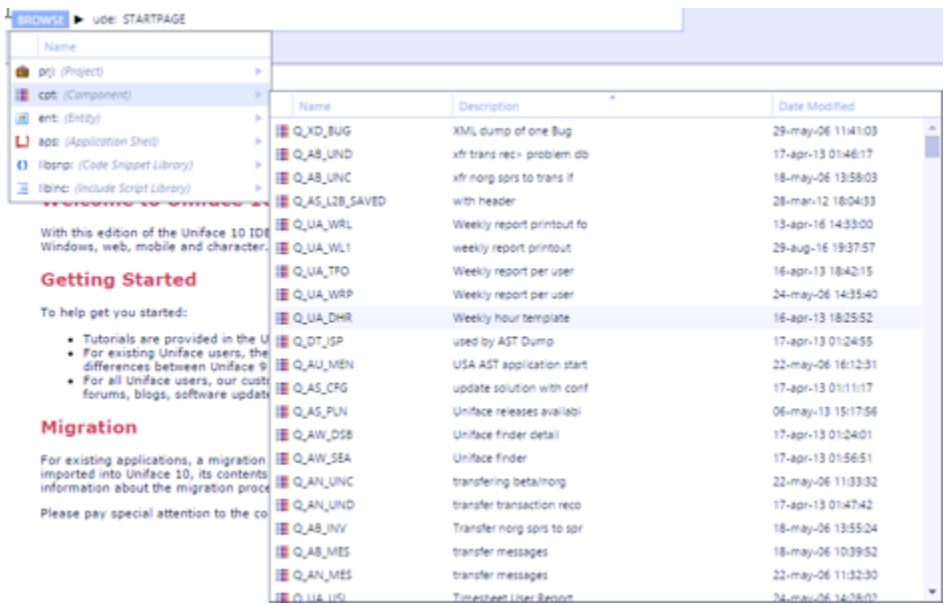 BROWSE ▶ ude: STARTPAGE
Name
prj: (Project)
cpt: (Component)
ent: (Entity)
aps: (Application Shell)
libsnp: (Code Snippet Library)
libinc: (Include Script Library)
Welcome to Uniface 10
With this edition of the Uniface 10 IDE
Windows, web, mobile and character.
Getting Started
To help get you started:
• Tutorials are provided in the U
• For existing Uniface users, the
differences between Uniface 9
• For all Uniface users, our cust
forums, blogs, software update
Migration
For existing applications, a migration
imported into Uniface 10, its contents
information about the migration proce
Please pay special attention to the co
Name Description Date Modified
Q_XD_BUG XML dump of one Bug 29-may-06 11:41:03
Q_AB_UND xfr trans rec> problem db 17-apr-13 01:46:17
Q_AB_UNC xfr norg sprs to trans if 18-may-06 13:58:03
Q_AS_L2B_SAVED with header 28-mar-12 18:04:33
Q_UA_WRL Weekly report printout fo 13-apr-16 14:33:00
Q_UA_WL1 weekly report printout 29-aug-16 19:37:57
Q_UA_TFO Weekly report per user 16-apr-13 18:42:15
Q_UA_WRP Weekly report per user 24-may-06 14:35:40
Q_UA_DHR Weekly hour template 16-apr-13 18:25:52
Q_DT_ISP used by AST Dump 17-apr-13 01:24:55
Q_AU_MEN USA AST application start 22-may-06 16:12:31
Q_AS_CFG update solution with conf 17-apr-13 01:11:17
Q_AS_PLN Uniface releases availabl 06-may-13 15:17:56
Q_AW_DSB Uniface finder detail 17-apr-13 01:24:01
Q_AW_SEA Uniface finder 17-apr-13 01:56:51
Q_AN_UNC transfering beta/norg 22-may-06 11:33:32
Q_AN_UND transfer transaction reco 17-apr-13 01:47:42
Q_AB_INV Transfer norg sprs to spr 18-may-06 13:55:24
Q_AB_MES transfer messages 18-may-06 10:39:52
Q_AN_MES transfer messages 22-may-06 11:32:30
Q_UA_USL Timesheet User Report 24-may-06 14:28:02